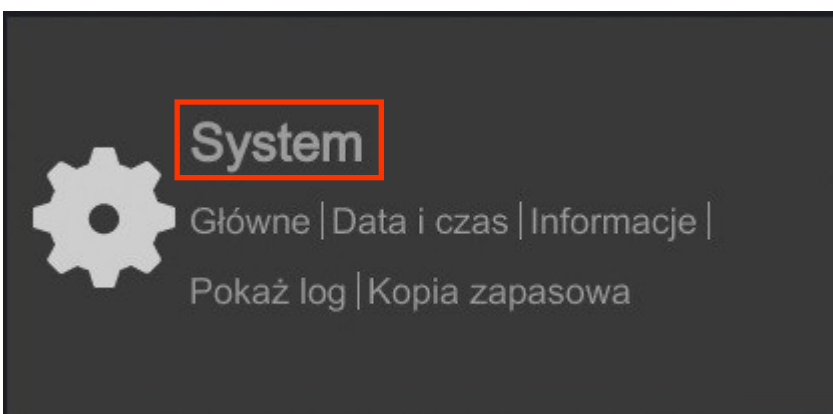 System
Główne | Data i czas | Informacje |
Pokaż log | Kopia zapasowa